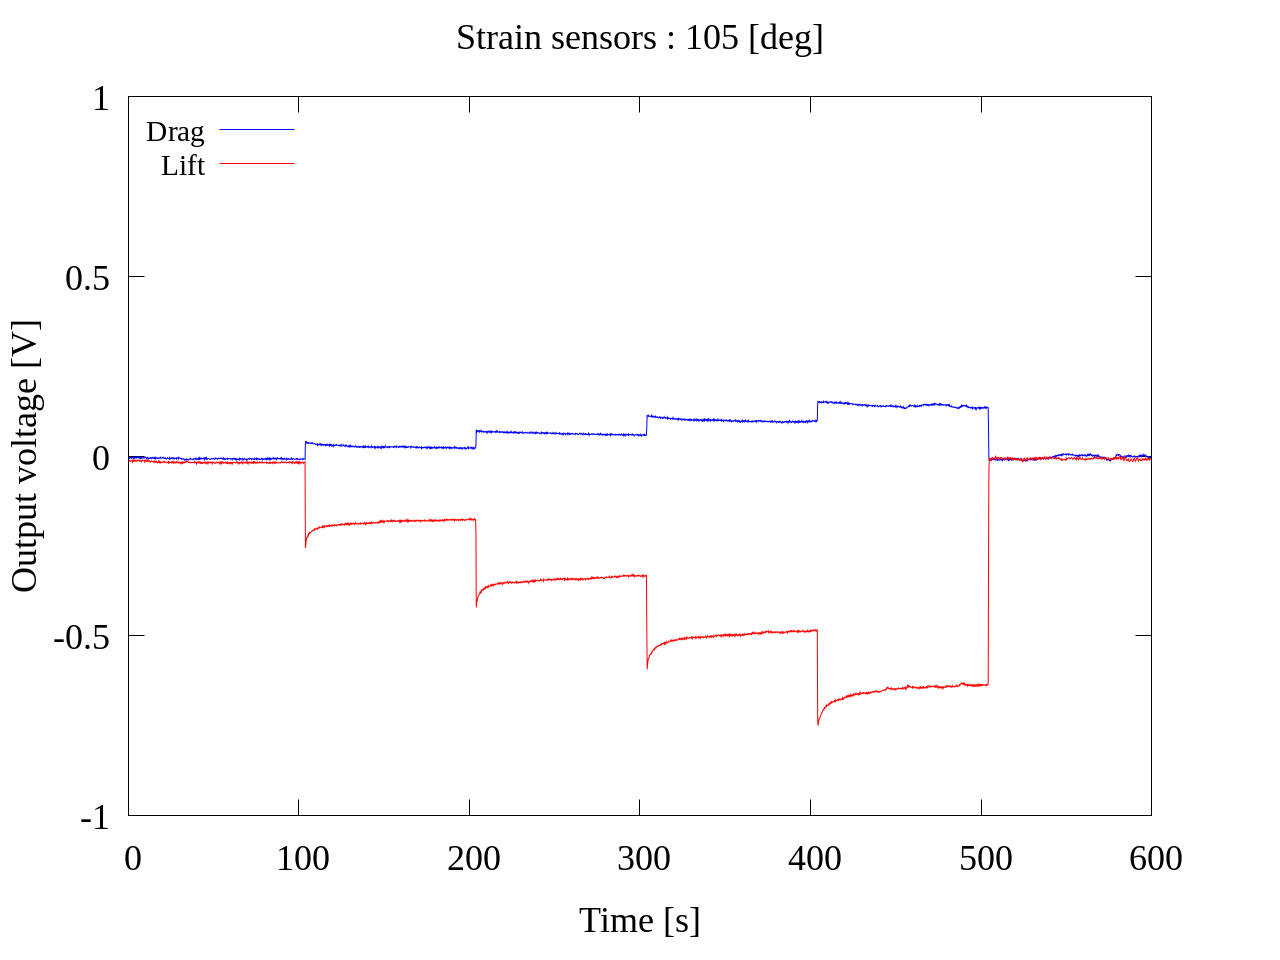 Strain sensors : 105 [deg]
Drag
Lift
1
0.5
0
-0.5
-1
Output voltage [V]
0 100 200 300 400 500 600
Time [s]